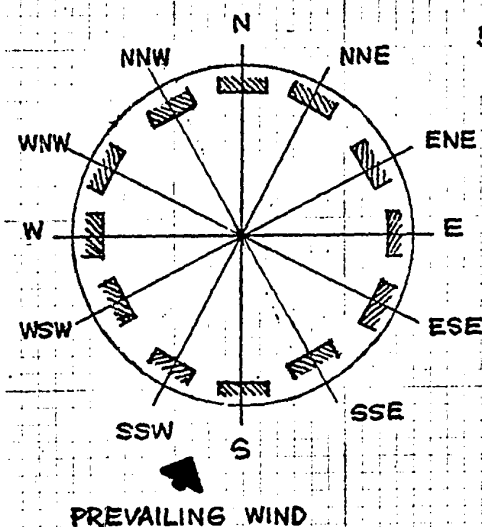 N
NNW NNE
WNW ENE
W E
WSW ESE
SSW SSE
S
PREVAILING WIND